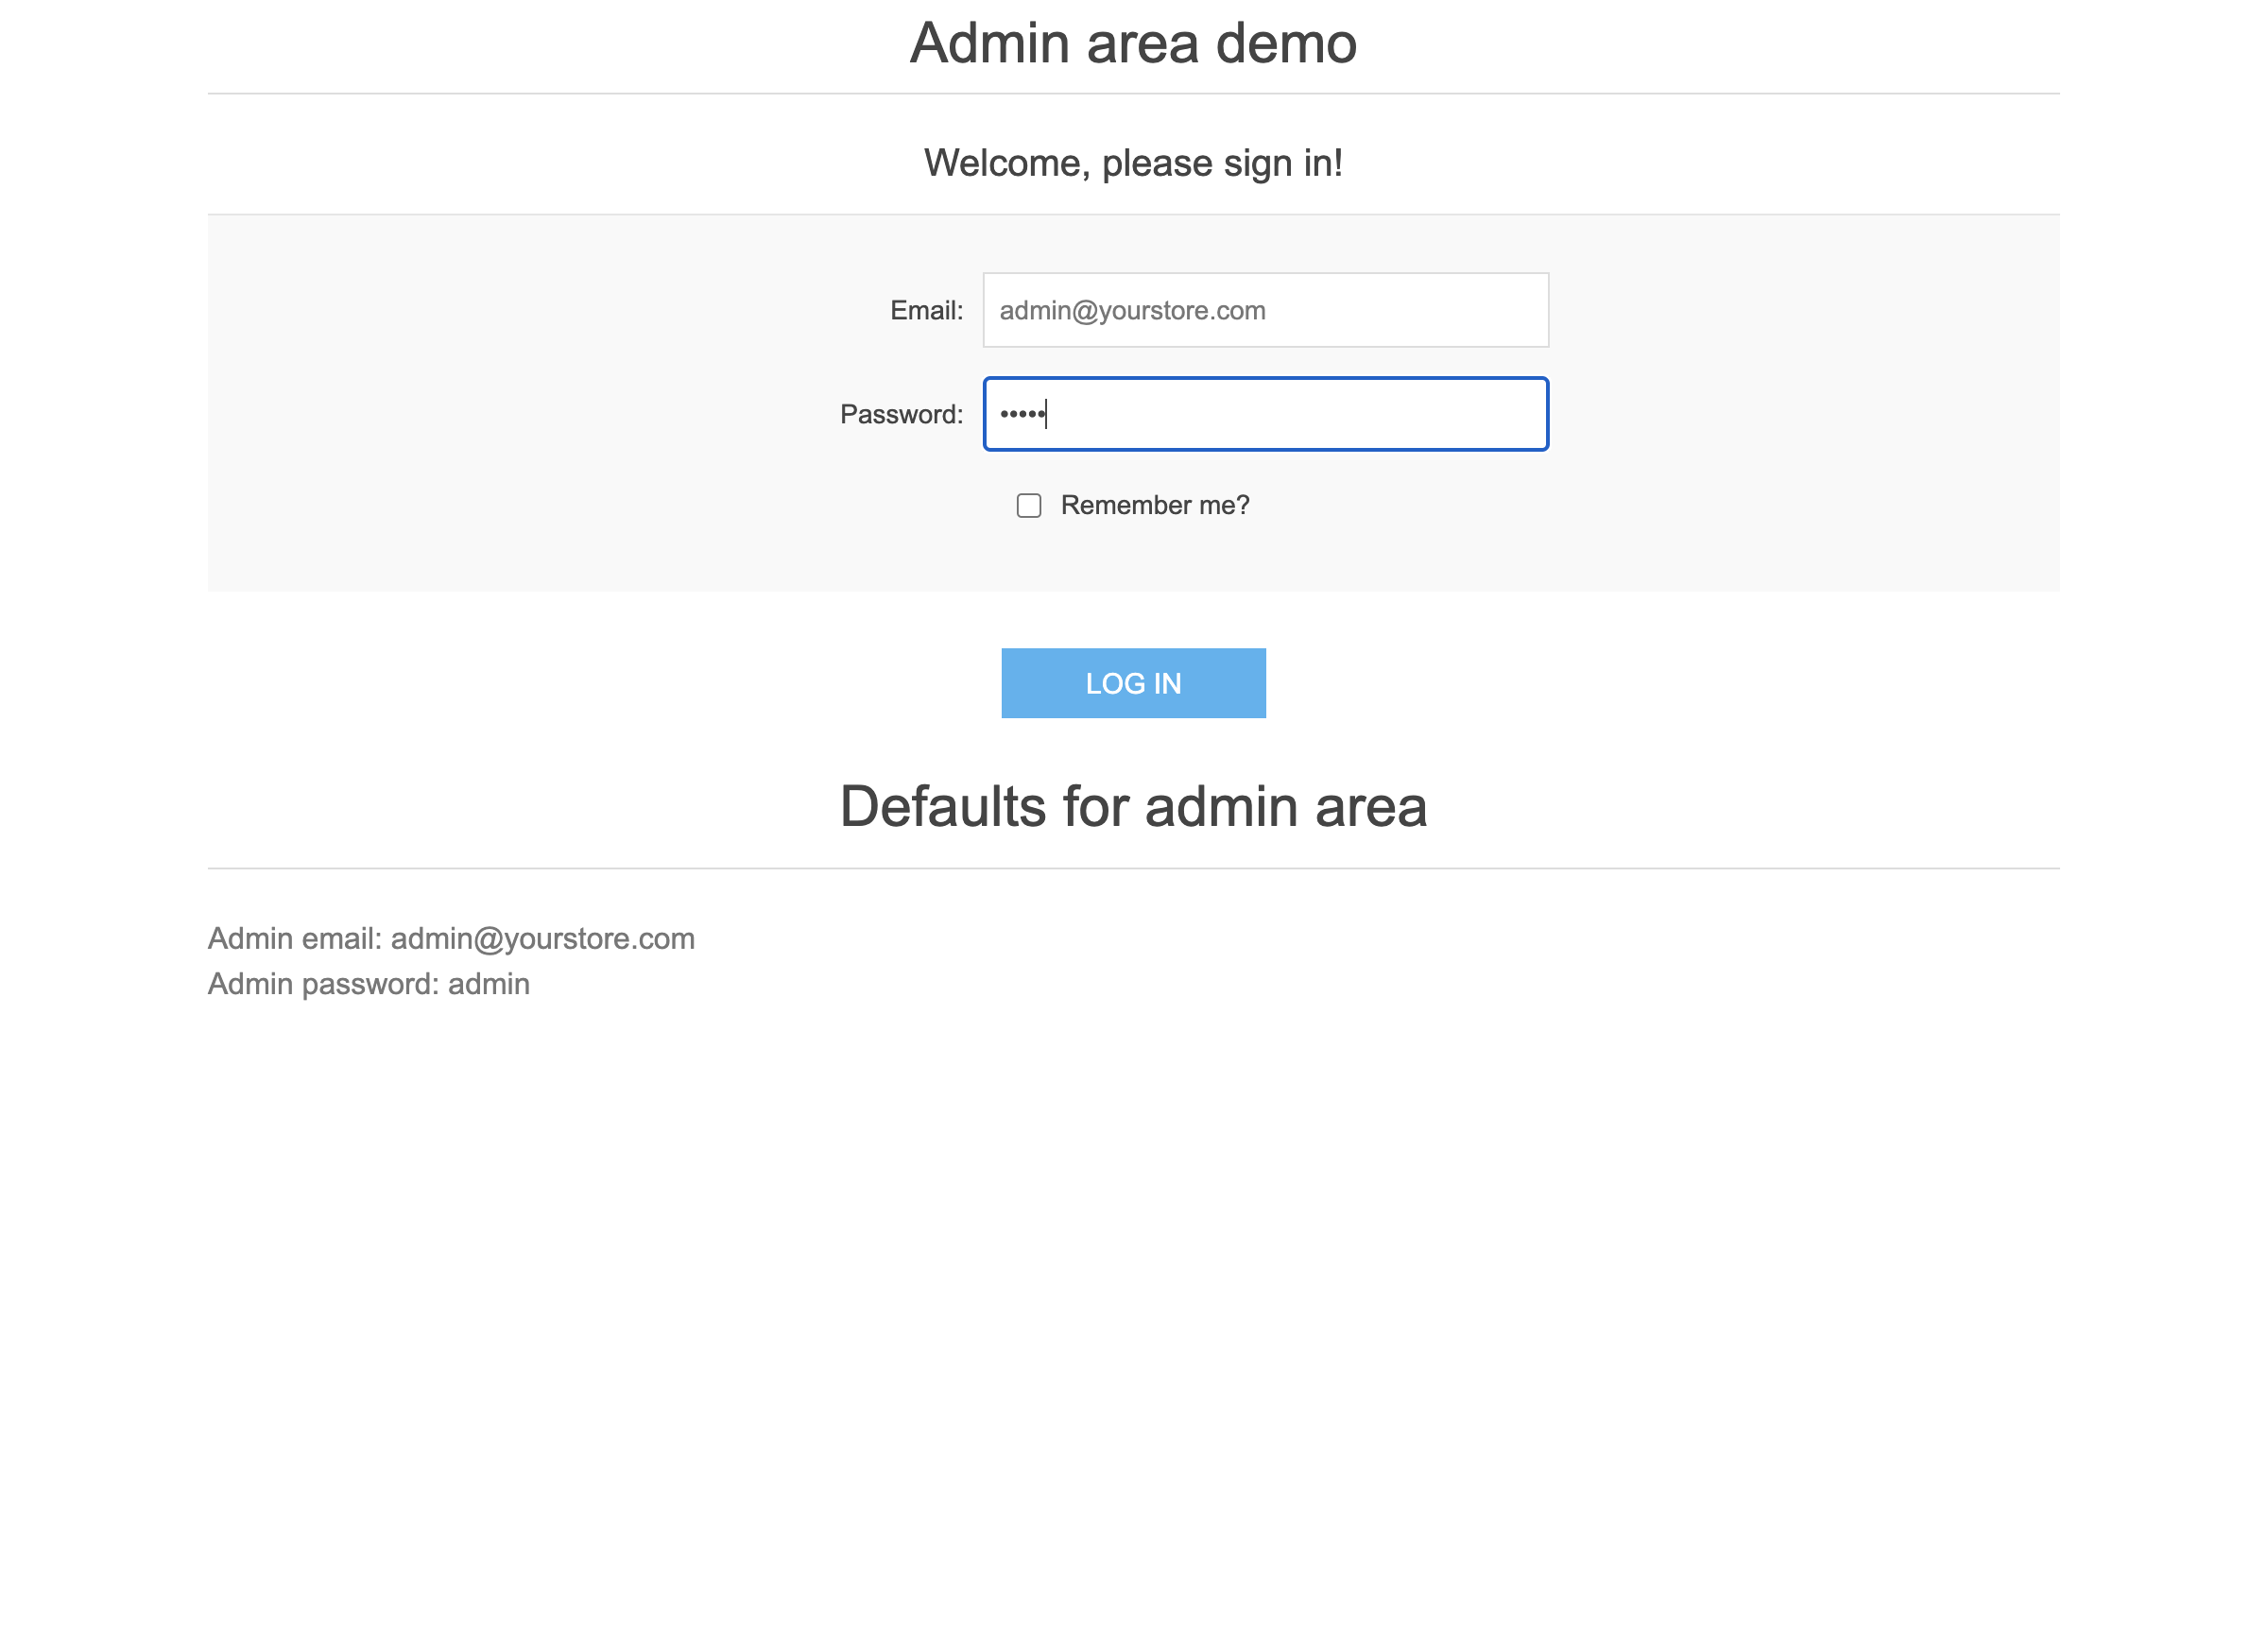 Admin area demo
Welcome, please sign in!
Email: admin@yourstore.com
Password: •••••
Remember me?
LOG IN
Defaults for admin area
Admin email: admin@yourstore.com
Admin password: admin